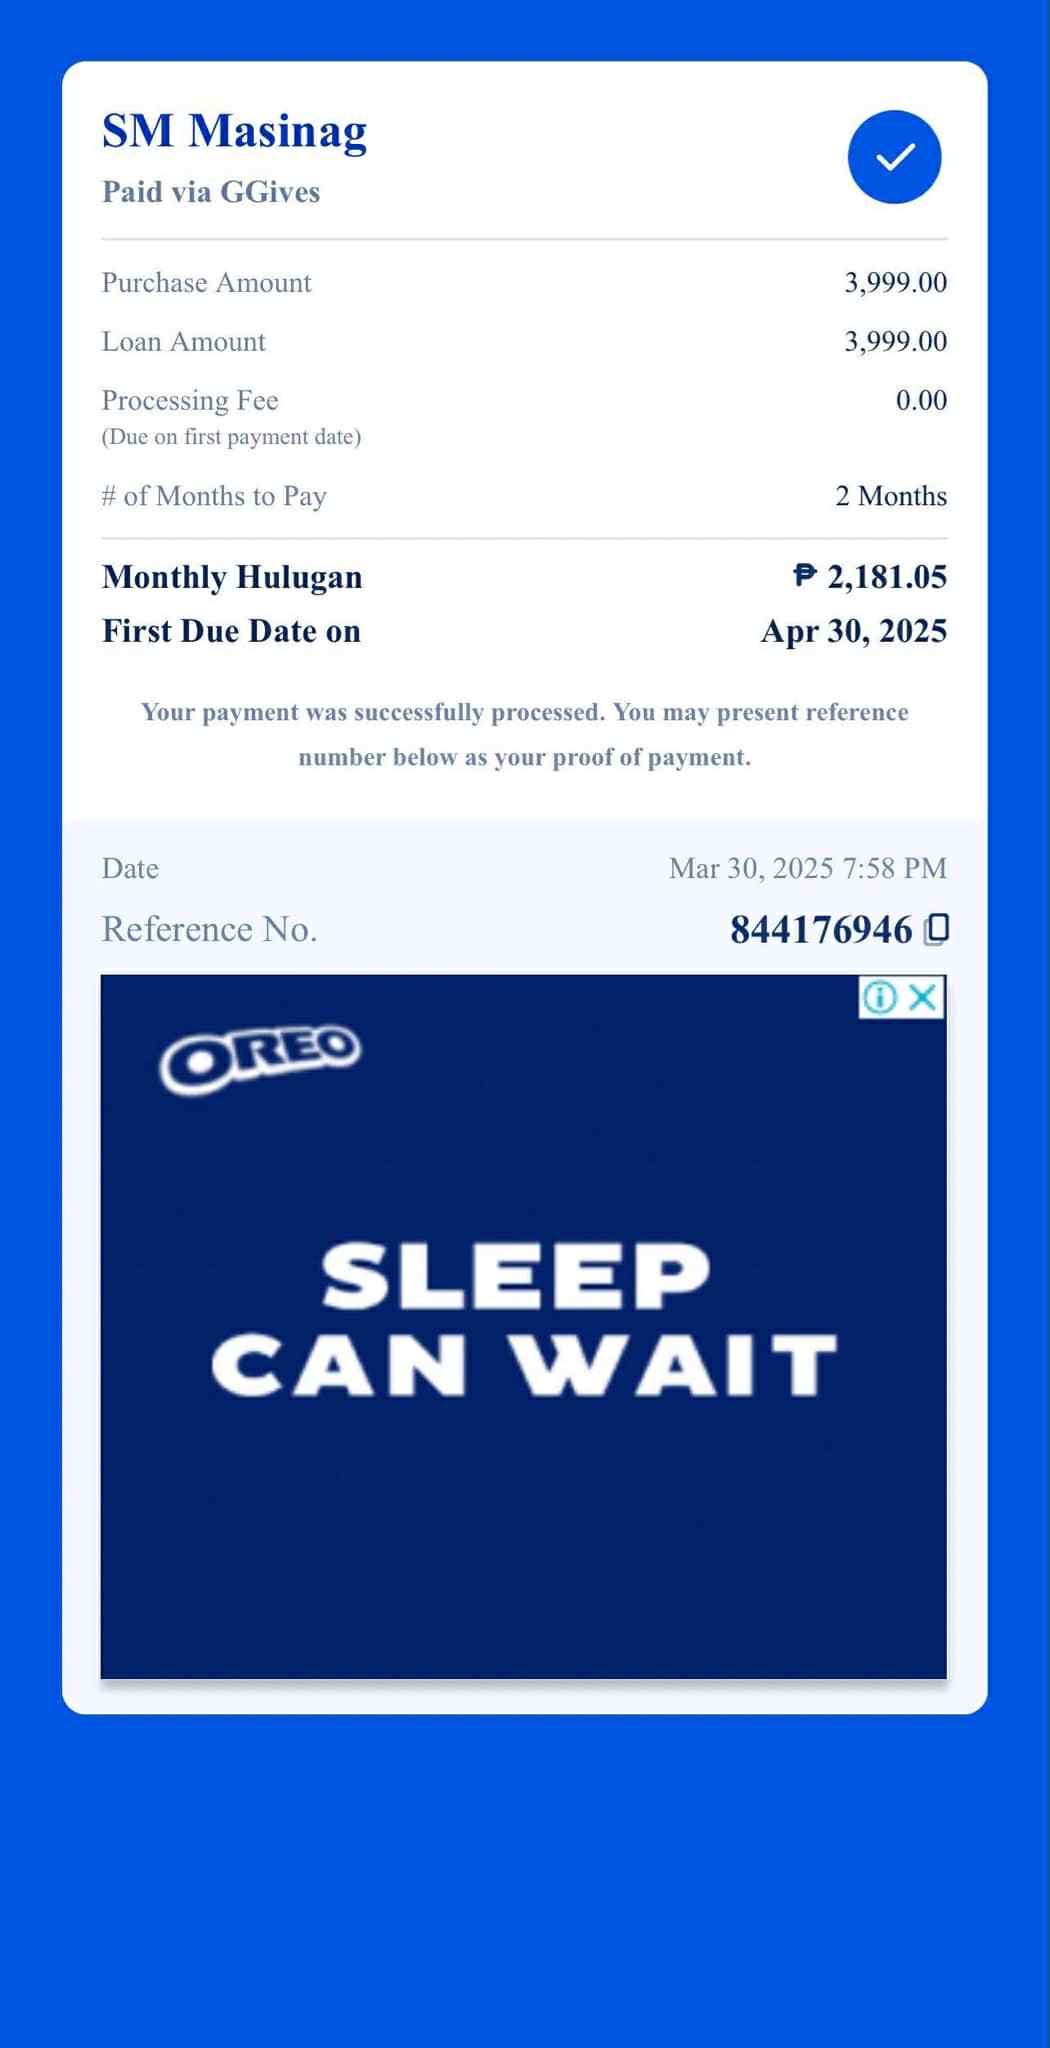 SM Masinag
Paid via GGives
Purchase Amount 3,999.00
Loan Amount 3,999.00
Processing Fee 0.00
(Due on first payment date)
# of Months to Pay 2 Months
Monthly Hulugan ₱ 2,181.05
First Due Date on Apr 30, 2025
Your payment was successfully processed. You may present reference
number below as your proof of payment.
Date Mar 30, 2025 7:58 PM
Reference No. 844176946
OREO
SLEEP
CAN WAIT